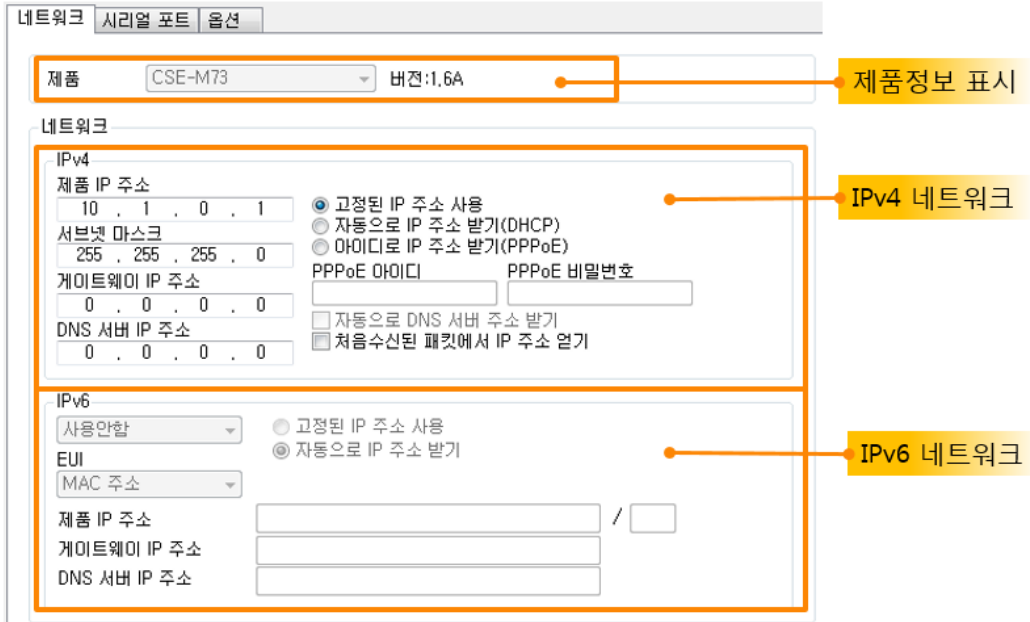 네트워크 시리얼 포트 옵션
제품 CSE-M73 버전:1.6A
제품정보 표시
네트워크
IPv4
제품 IP 주소
10 . 1 . 0 . 1
서브넷 마스크
255 . 255 . 255 . 0
게이트웨이 IP 주소
0 . 0 . 0 . 0
DNS 서버 IP 주소
0 . 0 . 0 . 0
고정된 IP 주소 사용
자동으로 IP 주소 받기(DHCP)
아이디로 IP 주소 받기(PPPoE)
PPPoE 아이디 PPPoE 비밀번호
자동으로 DNS 서버 주소 받기
처음수신된 패킷에서 IP 주소 얻기
IPv4 네트워크
IPv6
사용안함
EUI
MAC 주소
고정된 IP 주소 사용
자동으로 IP 주소 받기
제품 IP 주소 /
게이트웨이 IP 주소
DNS 서버 IP 주소
IPv6 네트워크